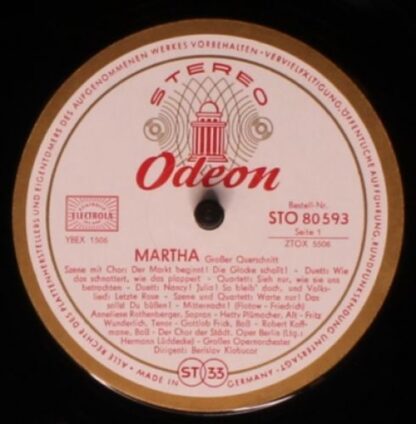 ALLE RECHTE DES PLATTENHERSTELLERS UND EIGENTÜMERS DES AUFGENOMMENEN WERKES VORBEHALTEN · VERVIELFÄLTIGUNG, ÖFFENTLICHE AUFFÜHRUNG, RUNDFUNKSENDUNG UNTERSAGT ·
STEREO
Odeon
ELECTROLA
Bestell-Nr.
STO 80 593
Seite 1
YBEX 1506
ZTOX 5506
MARTHA Großer Querschnitt
Szene mit Chor: Der Markt beginnt! Die Glocke schallt! - Duett: Wie
das schnattert, wie das plappert - Quartett: Sieh nur, wie sie uns
betrachten - Duett: Nancy! Julia! So bleib' doch, und Volks-
lied: Letzte Rose - Szene und Quartett: Warte nur! Das
sollst Du büßen! - Mitternacht! (Flotow - Friedrich)
Anneliese Rothenberger, Sopran - Hetty Plümacher, Alt - Fritz
Wunderlich, Tenor - Gottlob Frick, Baß - Robert Koff-
mane, Baß - Der Chor der Städt. Oper Berlin (Ltg.:
Hermann Lüddecke) - Großes Opernorchester
Dirigent: Berislav Klobucar
MADE IN GERMANY
ST 33